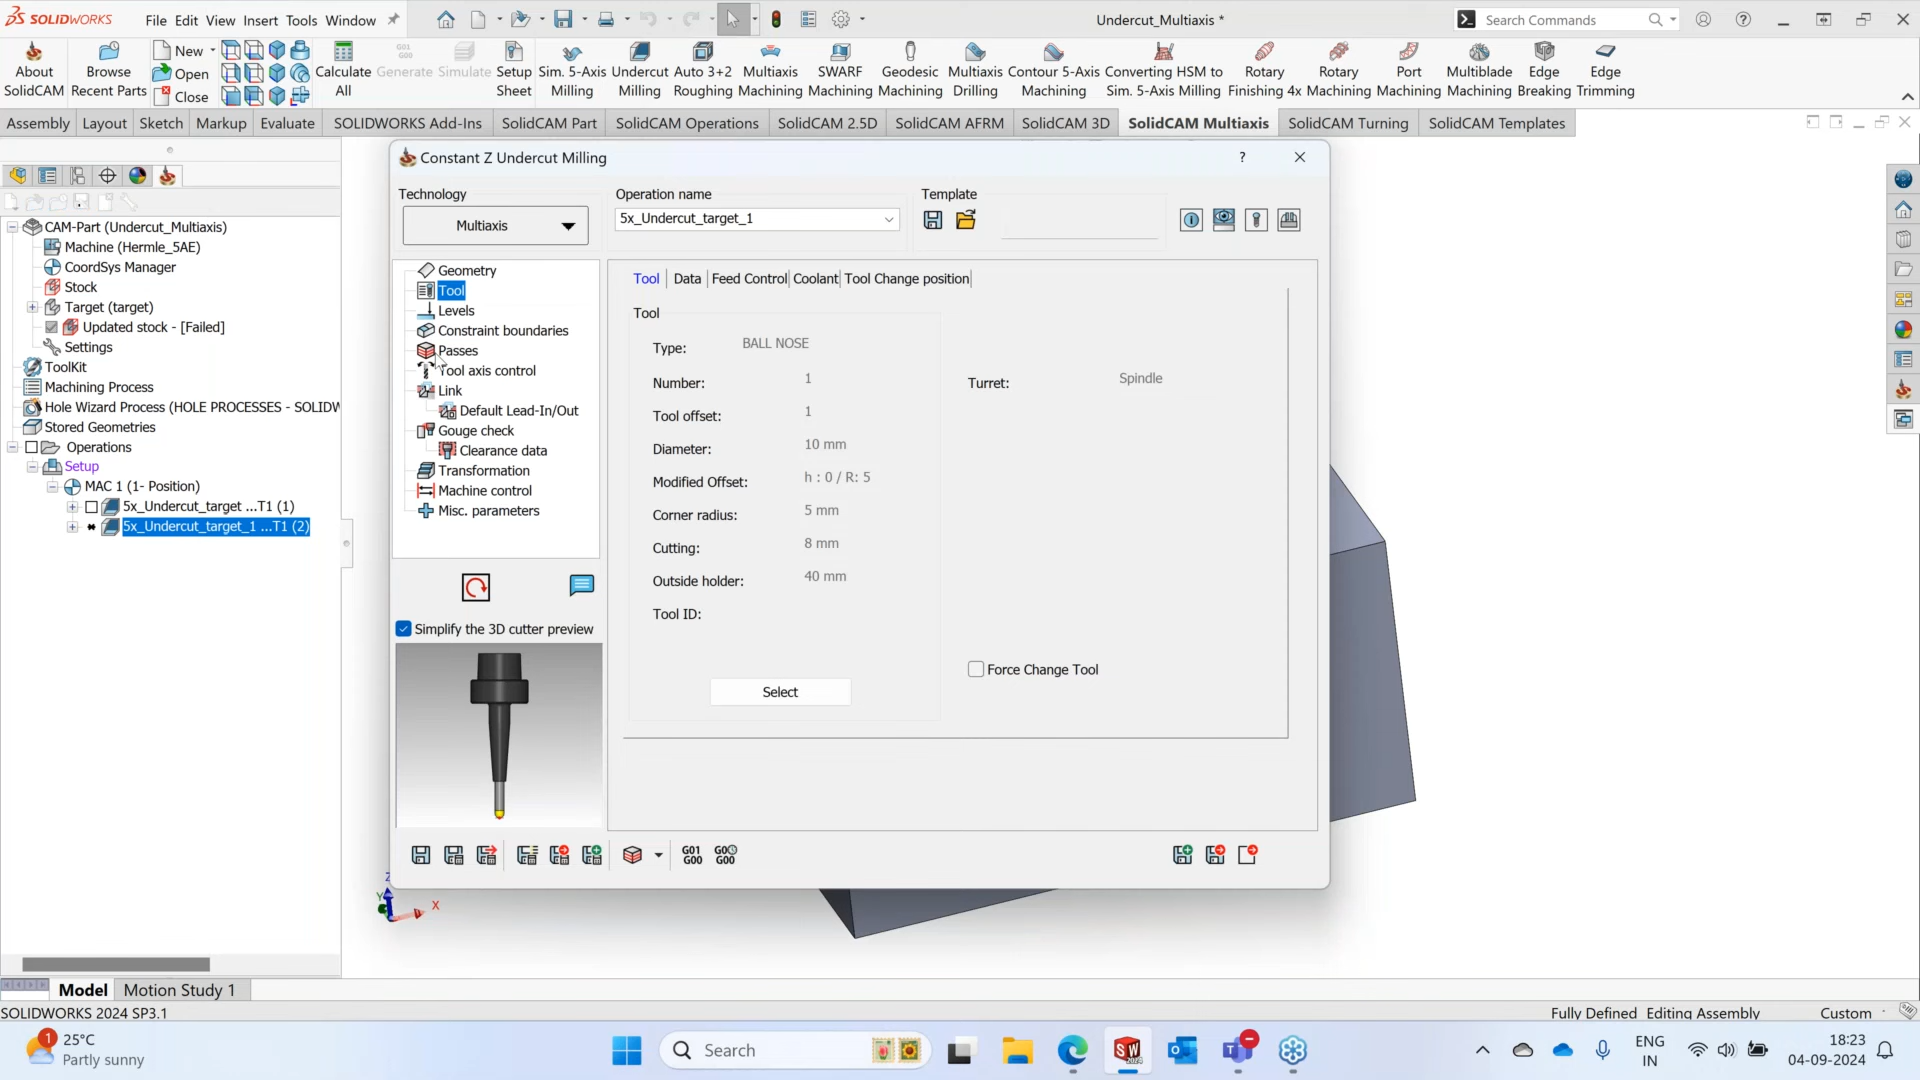 SOLIDWORKS File Edit View Insert Tools Window Undercut_Multiaxis * Search Commands
About SolidCAM
Browse Recent Parts
New
Open
Close
Calculate All
G01 G00 Generate
Simulate
Setup Sheet
Sim. 5-Axis Milling
Undercut Milling
Auto 3+2 Roughing
Multiaxis Machining
SWARF Machining
Geodesic Machining
Multiaxis Drilling
Contour 5-Axis Machining
Converting HSM to Sim. 5-Axis Milling
Rotary Finishing
Rotary 4x Machining
Port Machining
Multiblade Machining
Edge Breaking
Edge Trimming
Assembly Layout Sketch Markup Evaluate SOLIDWORKS Add-Ins SolidCAM Part SolidCAM Operations SolidCAM 2.5D SolidCAM AFRM SolidCAM 3D SolidCAM Multiaxis SolidCAM Turning SolidCAM Templates
CAM-Part (Undercut_Multiaxis)
Machine (Hermle_5AE)
CoordSys Manager
Stock
Target (target)
Updated stock - [Failed]
Settings
ToolKit
Machining Process
Hole Wizard Process (HOLE PROCESSES - SOLIDW
Stored Geometries
Operations
Setup
MAC 1 (1- Position)
5x_Undercut_target ...T1 (1)
5x_Undercut_target_1 ...T1 (2)
Constant Z Undercut Milling ?
Technology
Multiaxis
Operation name
5x_Undercut_target_1
Template
Geometry
Tool
Levels
Constraint boundaries
Passes
Tool axis control
Link
Default Lead-In/Out
Gouge check
Clearance data
Transformation
Machine control
Misc. parameters
Simplify the 3D cutter preview
Tool Data Feed Control Coolant Tool Change position
Tool
Type: BALL NOSE
Number: 1
Turret: Spindle
Tool offset: 1
Diameter: 10 mm
Modified Offset: h : 0 / R: 5
Corner radius: 5 mm
Cutting: 8 mm
Outside holder: 40 mm
Tool ID:
Force Change Tool
Select
G01 G00
G00
Z
Y
X
Model Motion Study 1
SOLIDWORKS 2024 SP3.1 Fully Defined Editing Assembly Custom
1
25°C
Partly sunny
Search
SW
2024
ENG
IN
18:23
04-09-2024